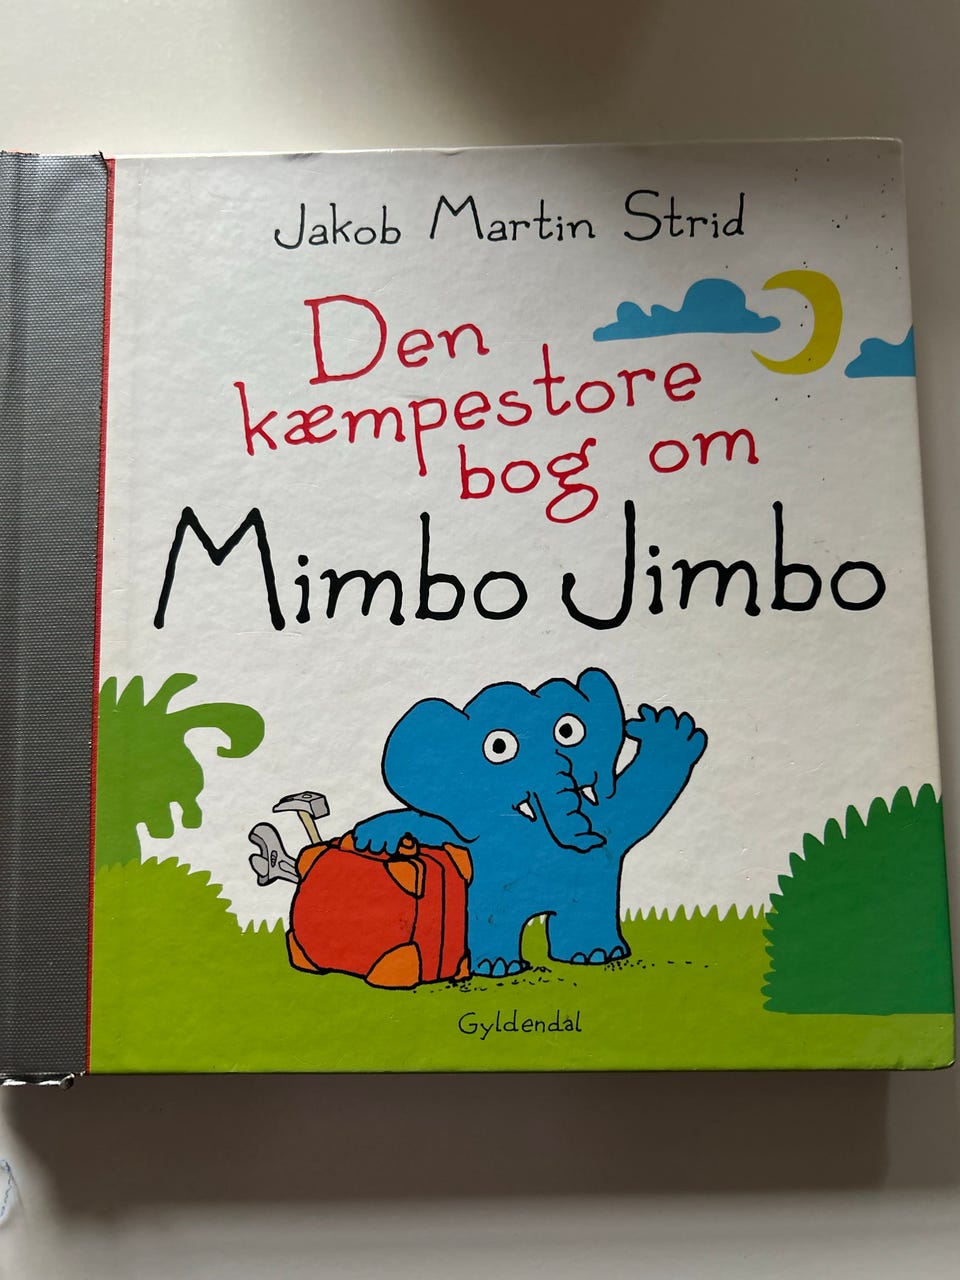 Jakob Martin Strid
Den
kæmpestore
bog om
Mimbo Jimbo
Gyldendal